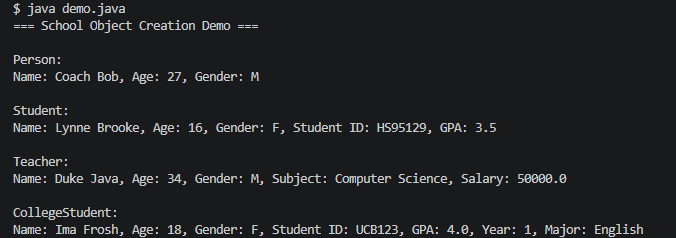 $ java demo.java
=== School Object Creation Demo ===
Person:
Name: Coach Bob, Age: 27, Gender: M
Student:
Name: Lynne Brooke, Age: 16, Gender: F, Student ID: HS95129, GPA: 3.5
Teacher:
Name: Duke Java, Age: 34, Gender: M, Subject: Computer Science, Salary: 50000.0
CollegeStudent:
Name: Ima Frosh, Age: 18, Gender: F, Student ID: UCB123, GPA: 4.0, Year: 1, Major: English